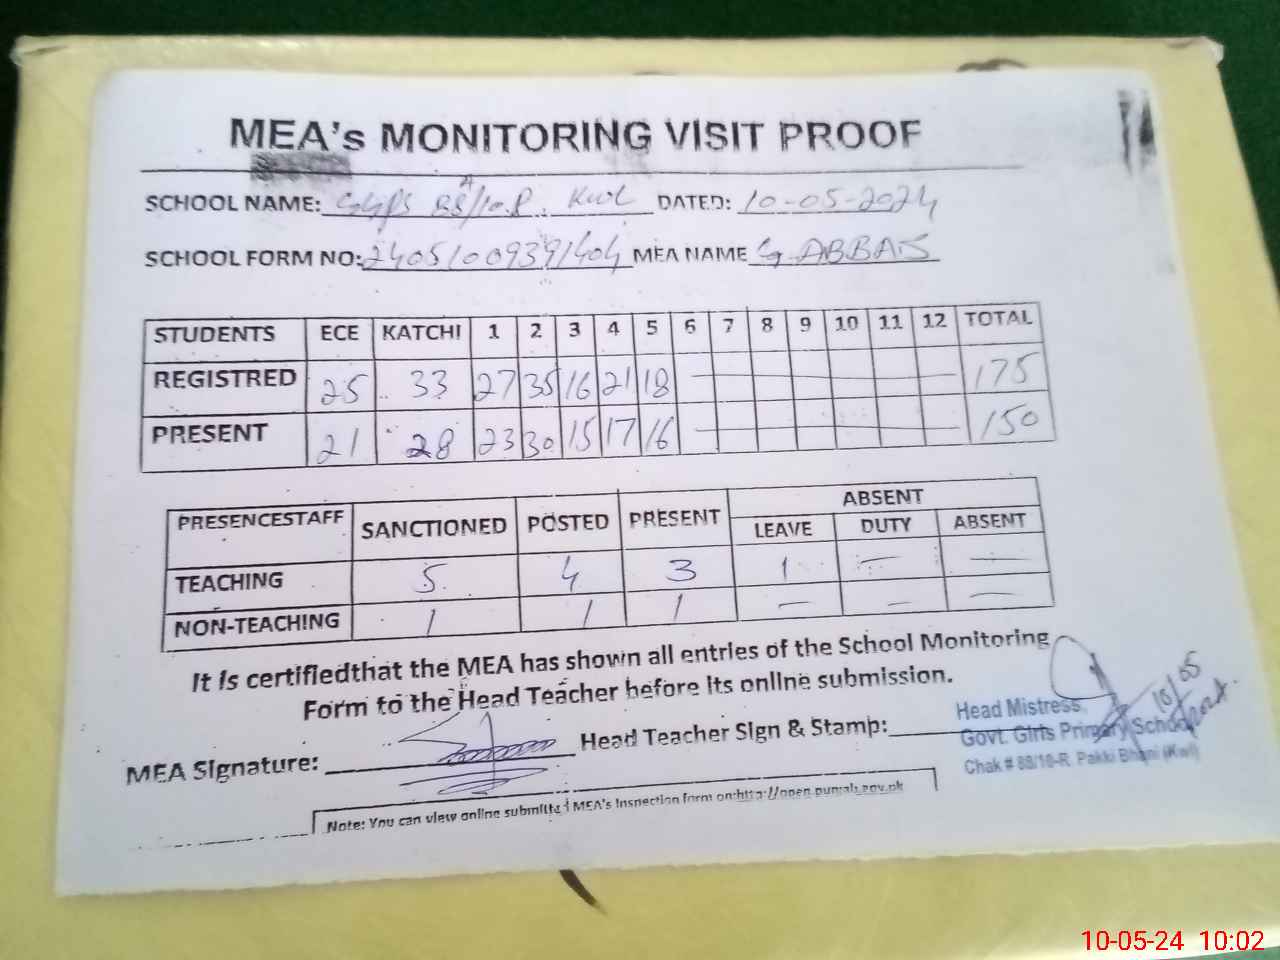 MEA's MONITORING VISIT PROOF
SCHOOL NAME: GGPS 88/10.R, Kwl DATED: 10-05-2024
SCHOOL FORM NO: 24051009391404 MEA NAME G. ABBAS
STUDENTS ECE KATCHI 1 2 3 4 5 6 7 8 9 10 11 12 TOTAL
REGISTRED 25 33 27 35 16 21 18 175
PRESENT 21 28 23 30 15 17 16 150
ABSENT
PRESENCESTAFF SANCTIONED POSTED PRESENT LEAVE DUTY ABSENT
TEACHING 5 4 3 1 — —
NON-TEACHING 1 1 1 — — —
It is certifiedthat the MEA has shown all entries of the School Monitoring
Form to the Head Teacher before its online submission.
MEA Signature: Head Teacher Sign & Stamp:
10/05
Head Mistress
Govt. Girls Primary School
Chak # 88/10-R Pakki Bhani (Kwl)
Note: You can view online submitted MEA's Inspection form on:http://open.punjab.gov.pk
10-05-24 10:02